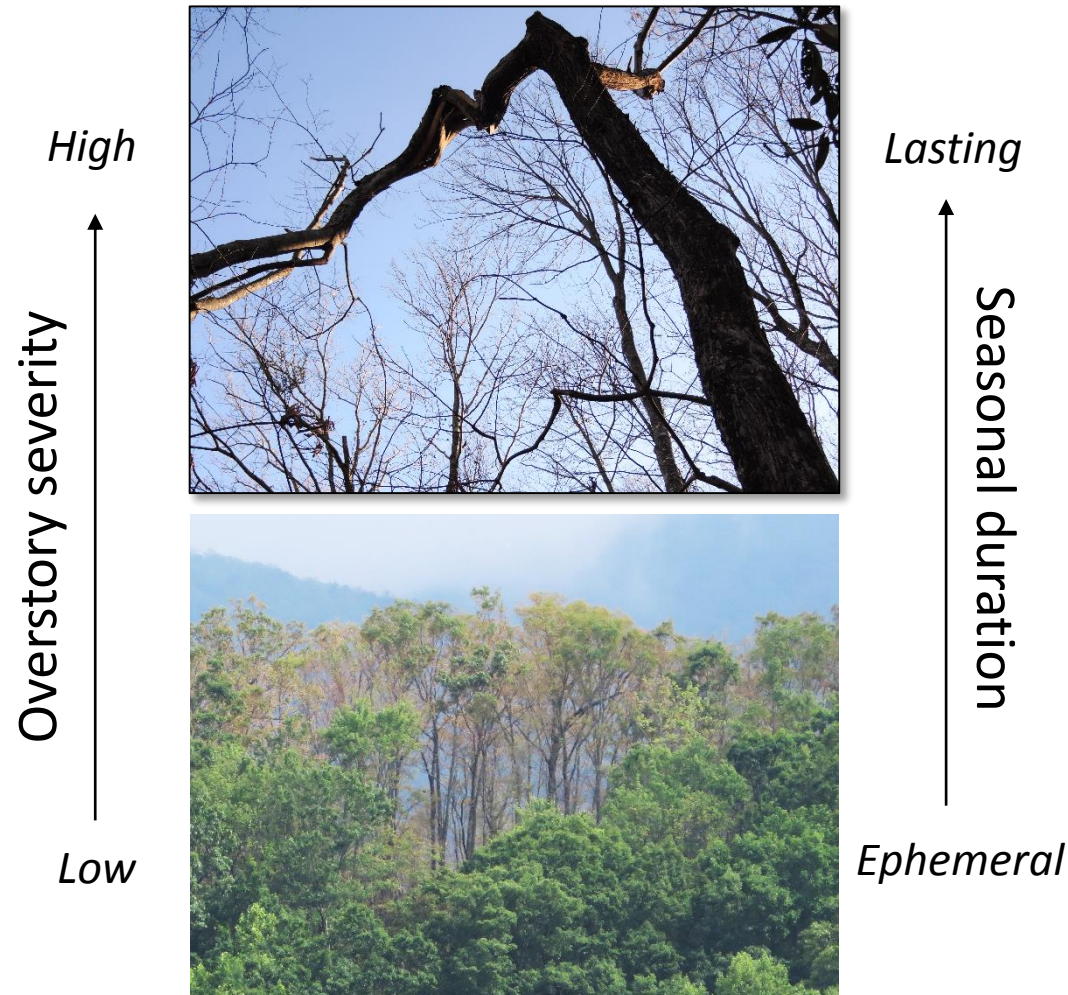 High
Lasting
Overstory severity
Seasonal duration
Low
Ephemeral